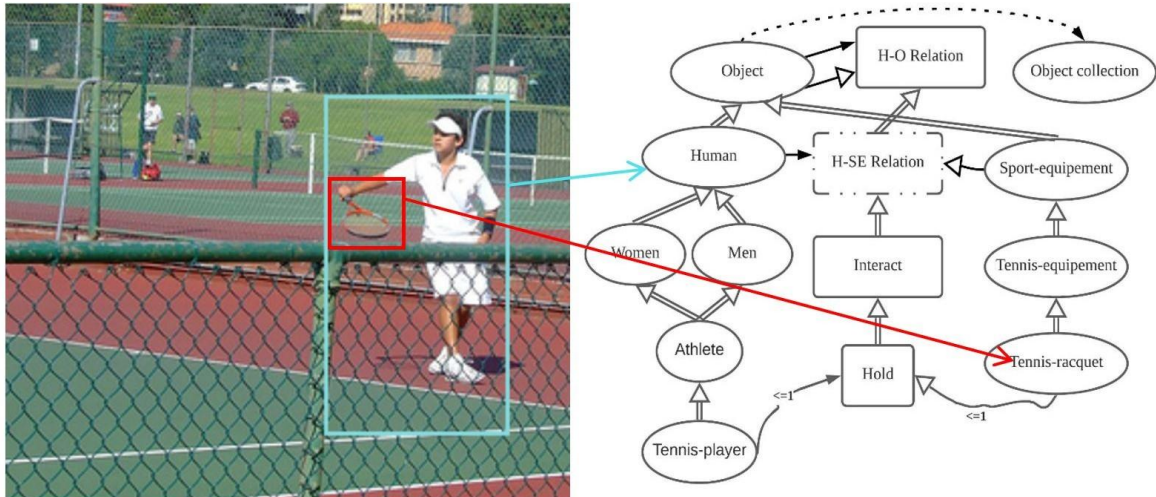 Object
H-O Relation
Object collection
Human
H-SE Relation
Sport-equipement
Women
Men
Interact
Tennis-equipement
Athlete
Hold
Tennis-racquet
<=1
<=1
Tennis-player